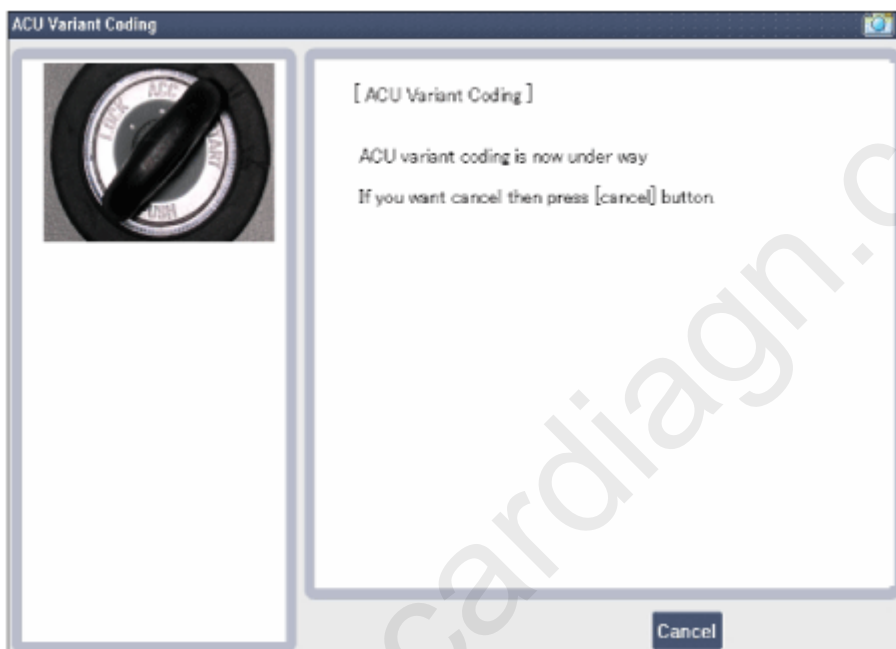 ACU Variant Coding
LOCK
ACC
START
[ ACU Variant Coding ]
ACU variant coding is now under way
If you want cancel then press [cancel] button
Cancel
cardiagn.c